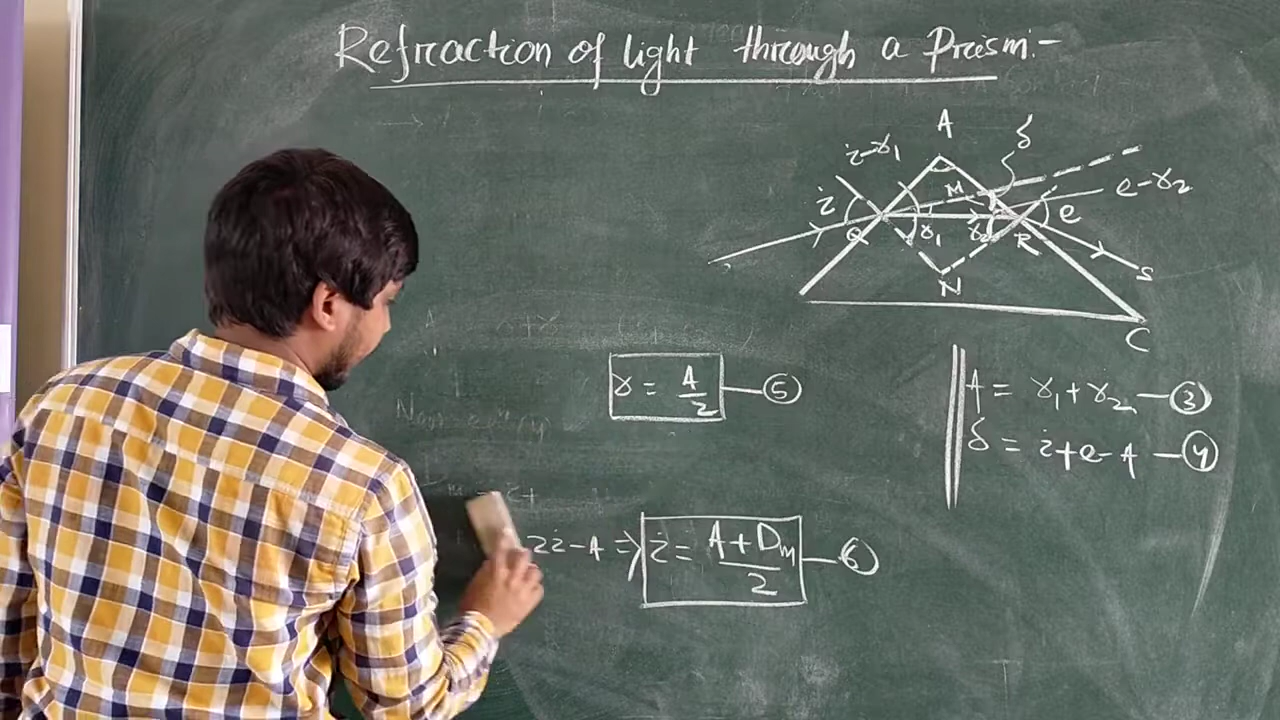 Refraction of light through a Prism:-
A
δ
i-r₁
M
e-r₂
i
e
Q
r₁
r₂
R
N
S
C
r = A/2 — ⑤
A = r₁+r₂ — ③
δ = i+e-A — ④
2i-A ⇒ i = (A+Dm)/2 — ⑥